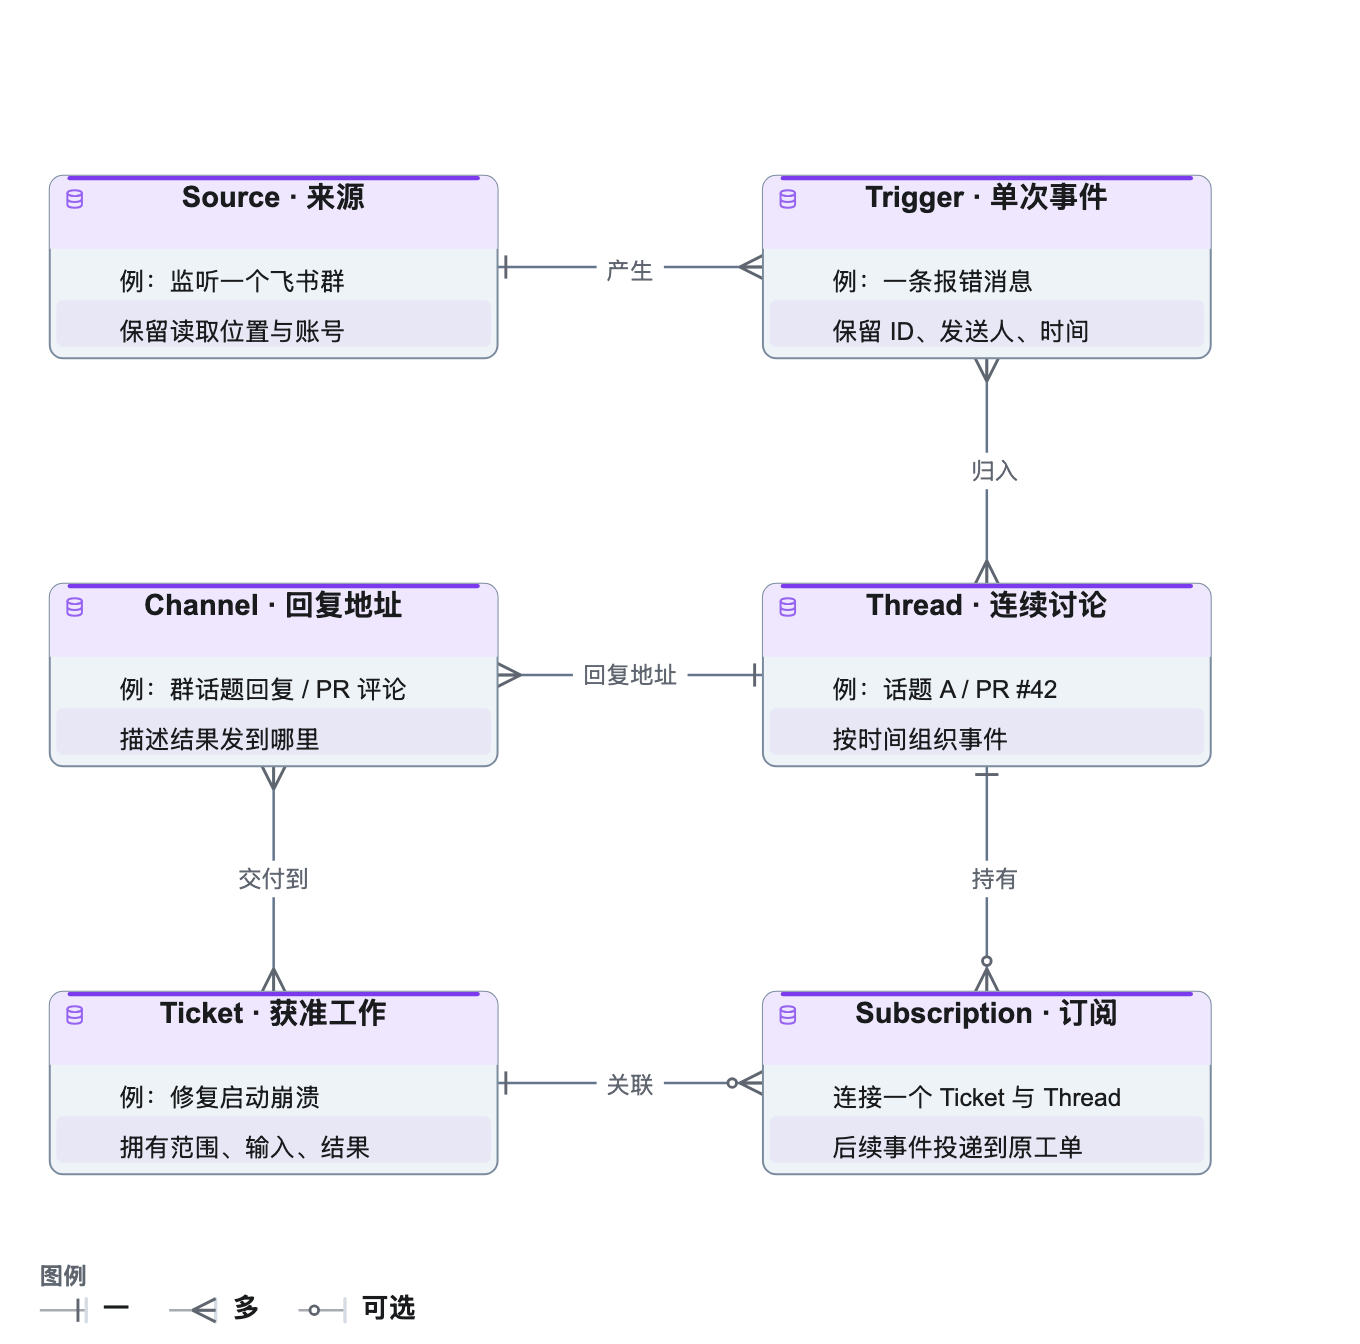 Source · 来源
例：监听一个飞书群
保留读取位置与账号
产生
Trigger · 单次事件
例：一条报错消息
保留 ID、发送人、时间
归入
Channel · 回复地址
例：群话题回复 / PR 评论
描述结果发到哪里
回复地址
Thread · 连续讨论
例：话题 A / PR #42
按时间组织事件
交付到
持有
Ticket · 获准工作
例：修复启动崩溃
拥有范围、输入、结果
关联
Subscription · 订阅
连接一个 Ticket 与 Thread
后续事件投递到原工单
图例
一
多
可选